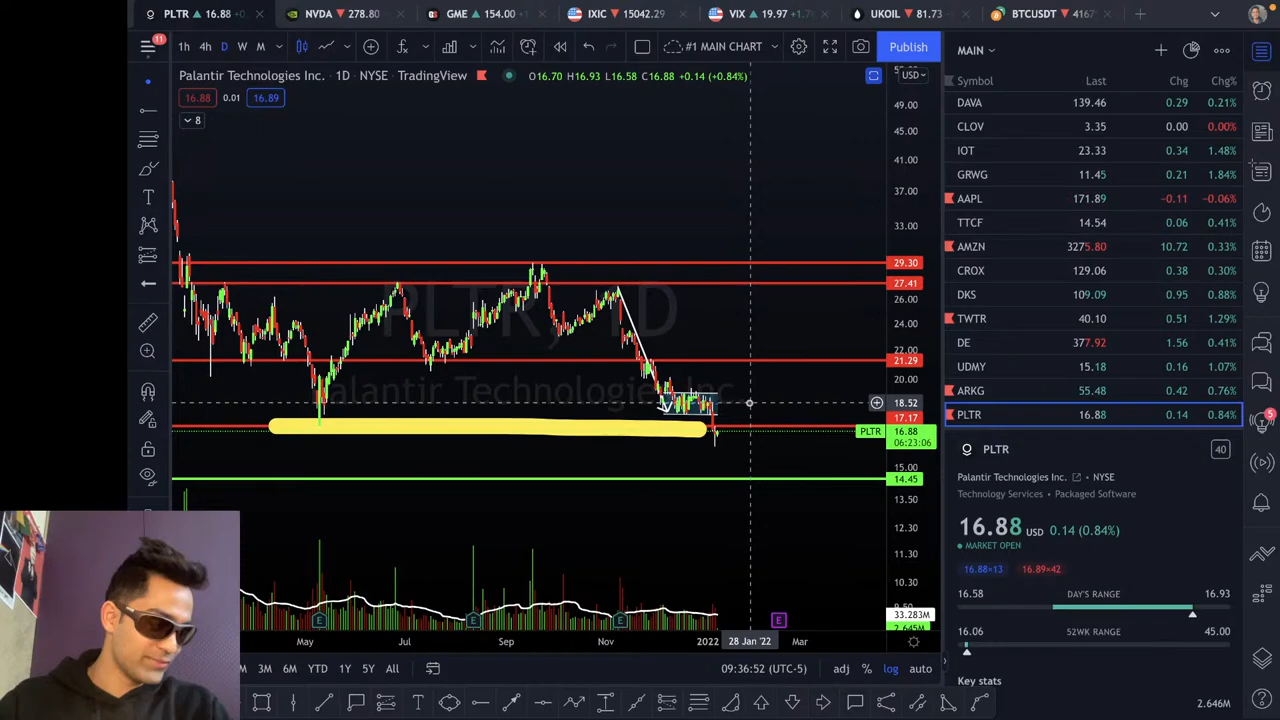 PLTR ▲ 16.88 +0
NVDA ▼ 278.80
GME ▼ 154.00
IXIC ▼ 15042.29
VIX ▲ 19.97 +1.
UKOIL ▼ 81.73
BTCUSDT ▼ 4167
11
1h 4h D W M
#1 MAIN CHART
Publish
MAIN
Palantir Technologies Inc. · 1D · NYSE · TradingView
O16.70 H16.93 L16.58 C16.88 +0.14 (+0.84%)
USD
16.88 0.01 16.89
8
Symbol Last Chg Chg%
DAVA 139.46 0.29 0.21%
CLOV 3.35 0.00 0.00%
IOT 23.33 0.34 1.48%
GRWG 11.45 0.21 1.84%
AAPL 171.89 -0.11 -0.06%
TTCF 14.54 0.06 0.41%
AMZN 3275.80 10.72 0.33%
CROX 129.06 0.38 0.30%
DKS 109.09 0.95 0.88%
TWTR 40.10 0.51 1.29%
DE 377.92 1.56 0.41%
UDMY 15.18 0.16 1.07%
ARKG 55.48 0.42 0.76%
PLTR 16.88 0.14 0.84%
49.00
45.00
41.00
37.00
33.00
29.30
27.41
26.00
24.00
22.00
21.29
20.00
18.52
17.17
PLTR 16.88
06:23:06
15.00
14.45
13.50
12.30
11.30
10.30
9.50
33.283M
2.645M
PLTR, 1D
Palantir Technologies Inc.
E E E E
May Jul Sep Nov 2022 28 Jan '22 Mar
M 3M 6M YTD 1Y 5Y All
09:36:52 (UTC-5)
adj % log auto
PLTR
40
Palantir Technologies Inc. · NYSE
Technology Services • Packaged Software
16.88 USD 0.14 (0.84%)
MARKET OPEN
16.88×13 16.89×42
16.58 DAY'S RANGE 16.93
16.06 52WK RANGE 45.00
Key stats
2.646M
5